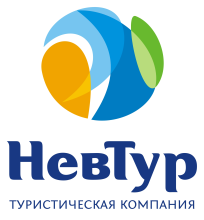 НевТур
ТУРИСТИЧЕСКАЯ КОМПАНИЯ